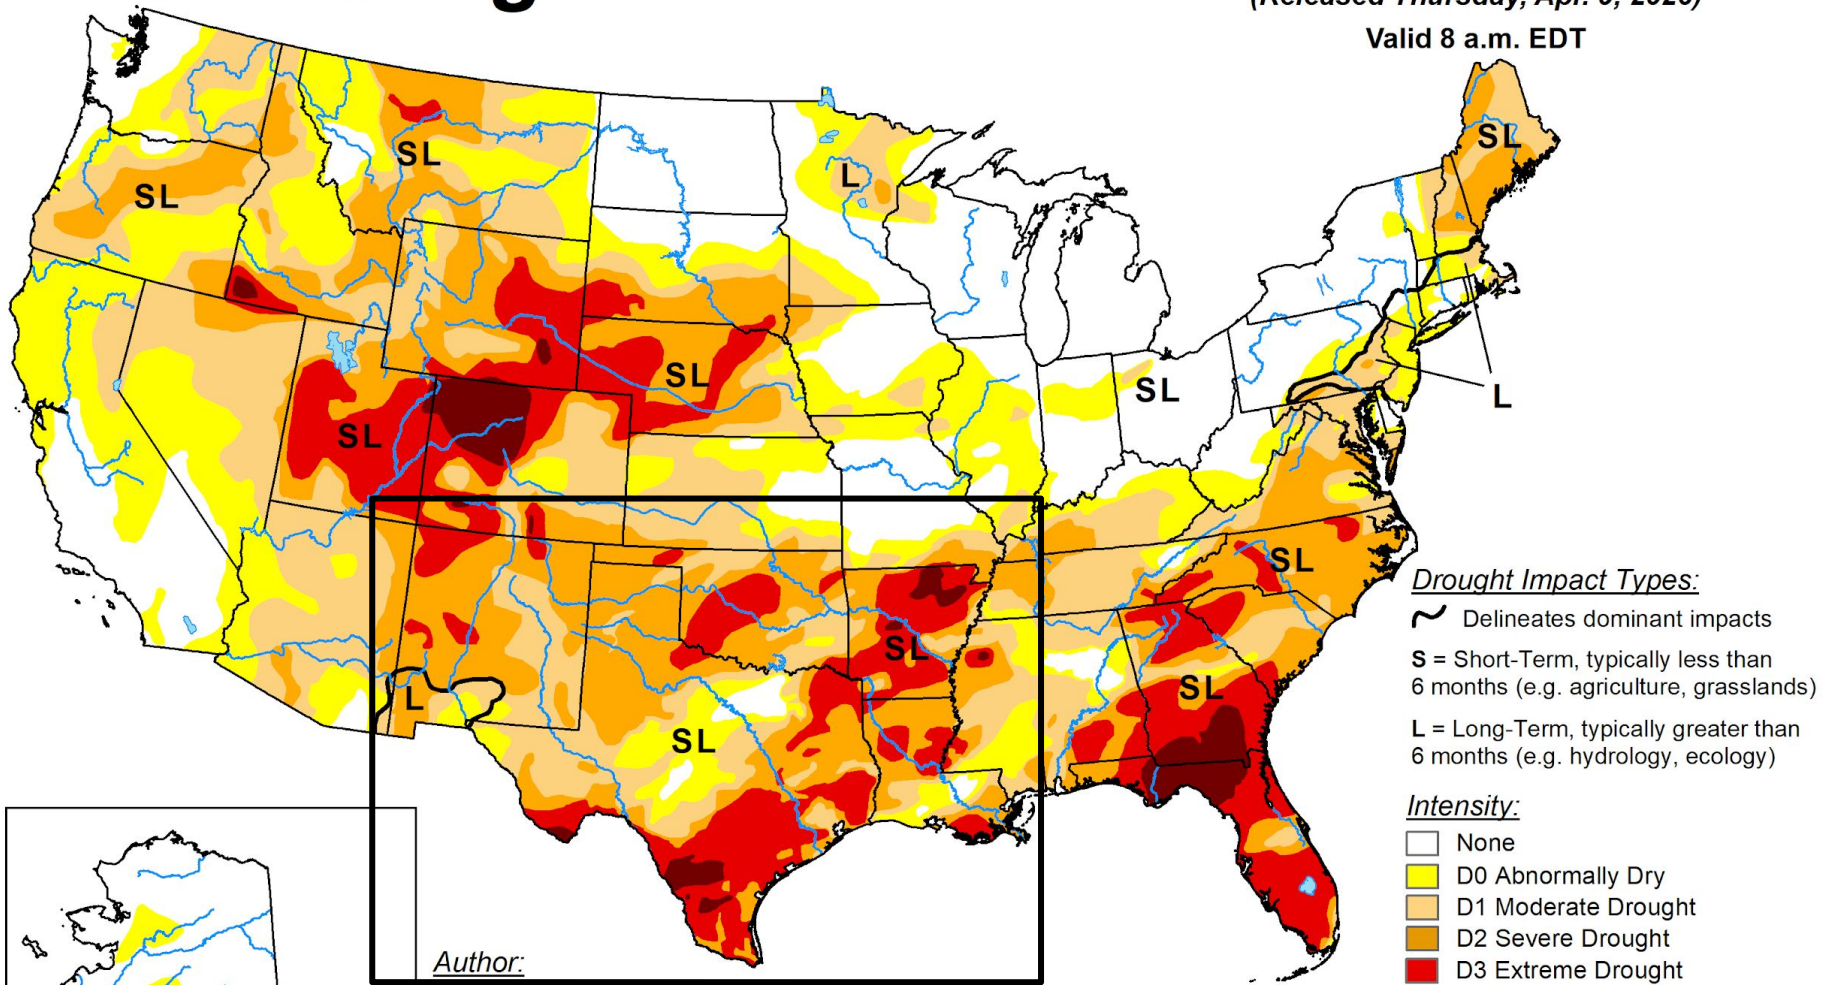 Valid 8 a.m. EDT
SL
SL
L
SL
SL
SL
L
SL
SL
SL
SL
L
SL
Drought Impact Types:
Delineates dominant impacts
S = Short-Term, typically less than
6 months (e.g. agriculture, grasslands)
L = Long-Term, typically greater than
6 months (e.g. hydrology, ecology)
Intensity:
None
D0 Abnormally Dry
D1 Moderate Drought
D2 Severe Drought
D3 Extreme Drought
Author: